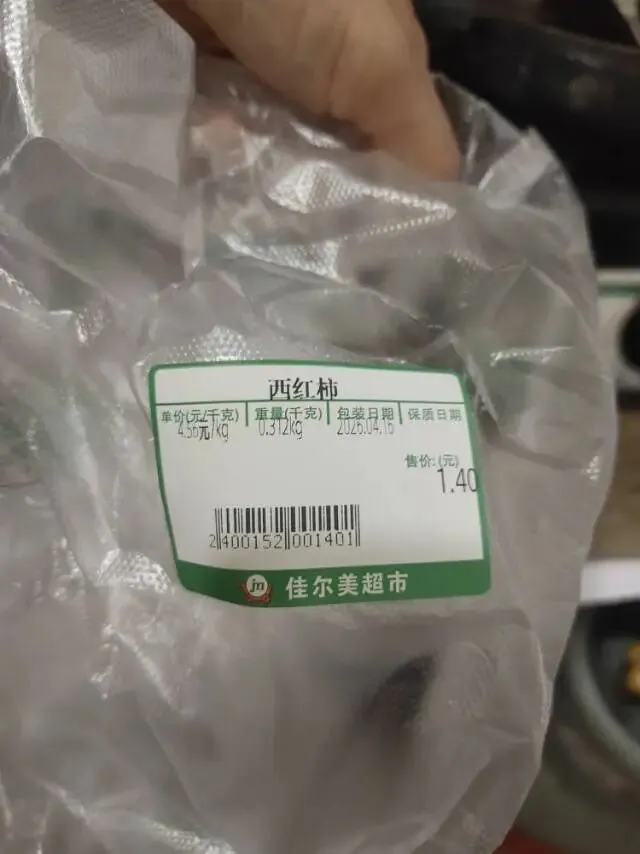 西红柿
单价(元/千克) 重量(千克) 包装日期 保质日期
4.56元/kg 0.312kg 2026.04.16
售价:(元)
1.40
2400152001401
jn 佳尔美超市